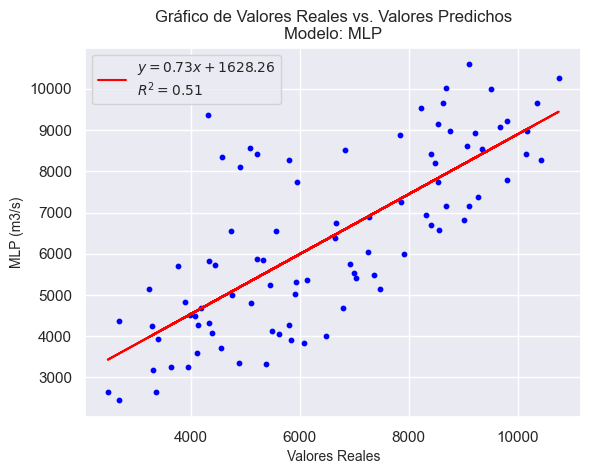 Gráfico de Valores Reales vs. Valores Predichos
Modelo: MLP
y = 0.73x + 1628.26
R² = 0.51
MLP (m3/s)
10000
9000
8000
7000
6000
5000
4000
3000
4000 6000 8000 10000
Valores Reales